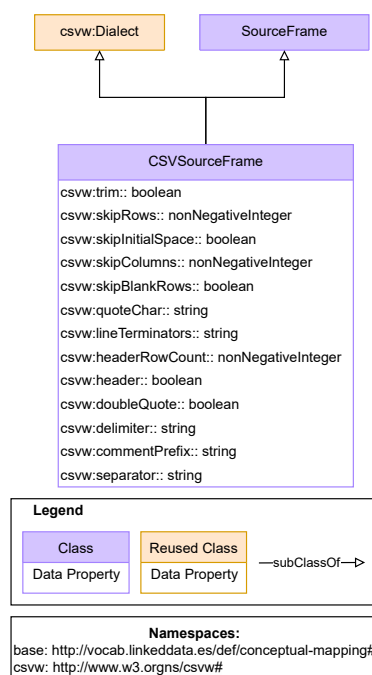 csvw:Dialect
SourceFrame
CSVSourceFrame
csvw:trim:: boolean
csvw:skipRows:: nonNegativeInteger
csvw:skipInitialSpace:: boolean
csvw:skipColumns:: nonNegativeInteger
csvw:skipBlankRows:: boolean
csvw:quoteChar:: string
csvw:lineTerminators:: string
csvw:headerRowCount:: nonNegativeInteger
csvw:header:: boolean
csvw:doubleQuote:: boolean
csvw:delimiter:: string
csvw:commentPrefix:: string
csvw:separator:: string
Legend
Class
Data Property
Reused Class
Data Property
subClassOf
Namespaces:
base: http://vocab.linkeddata.es/def/conceptual-mapping#
csvw: http://www.w3.orgns/csvw#